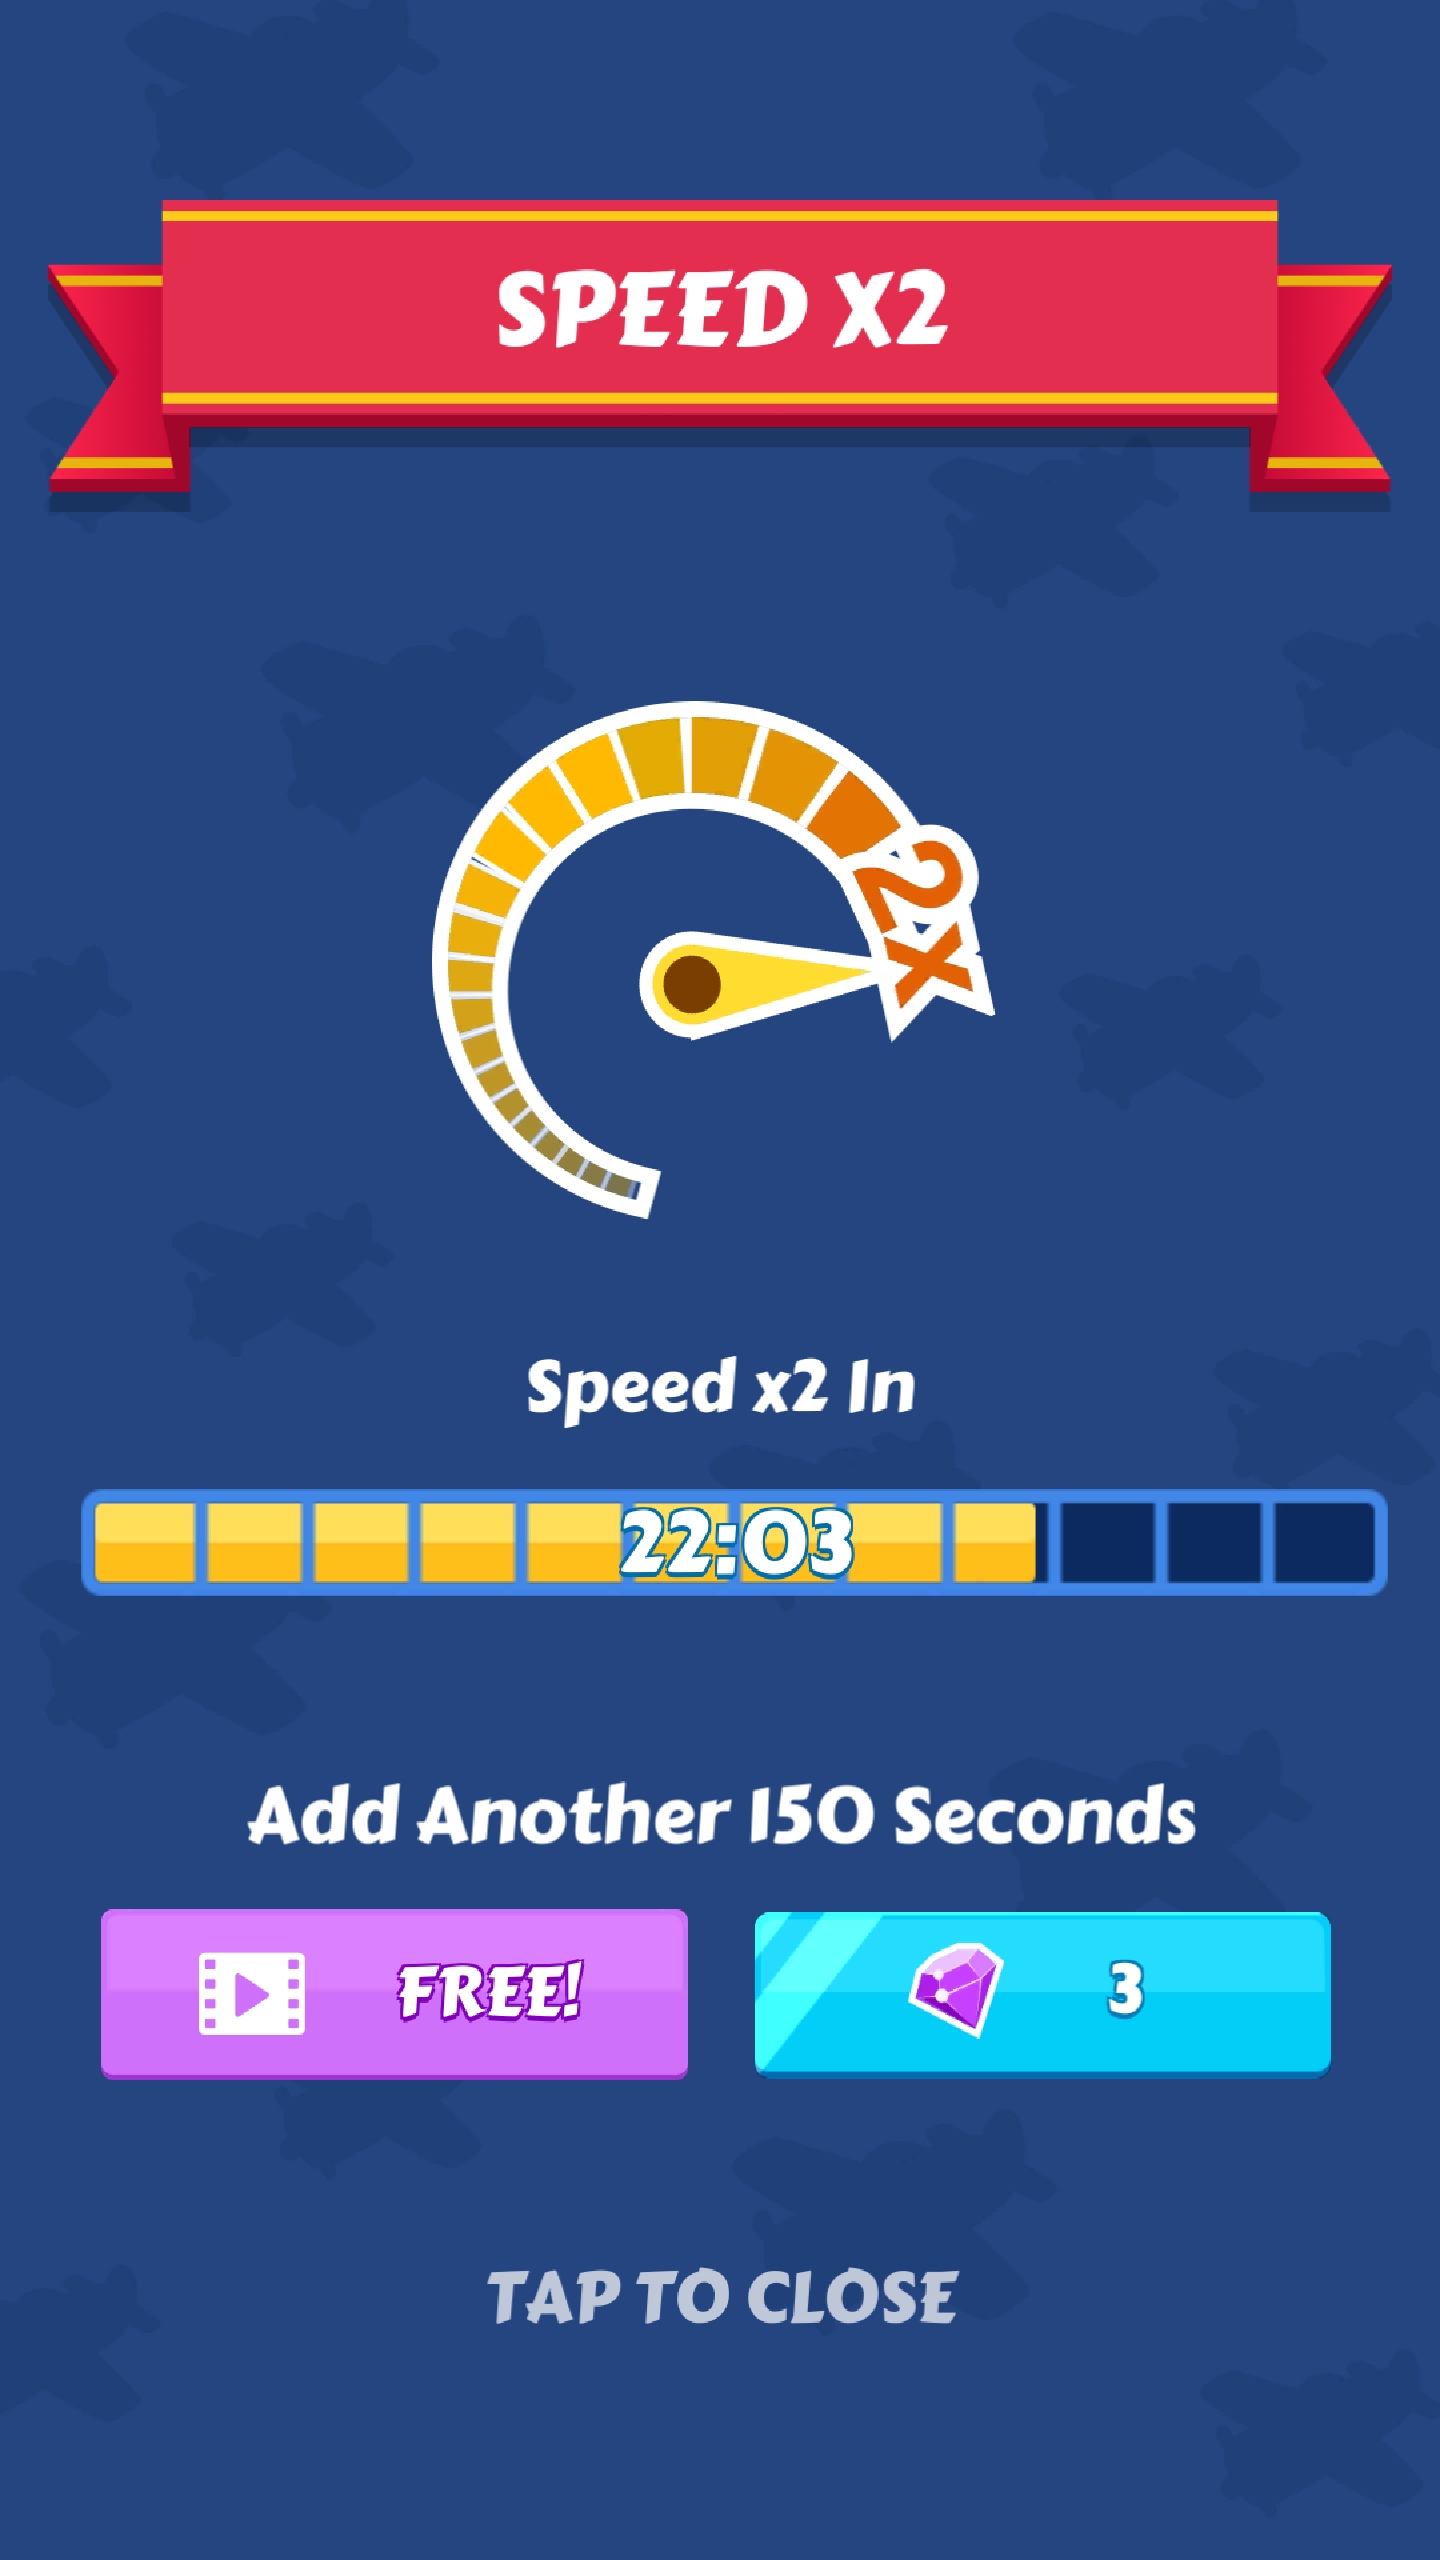 SPEED X2
2x
Speed x2 In
22:03
Add Another 150 Seconds
FREE!
3
TAP TO CLOSE